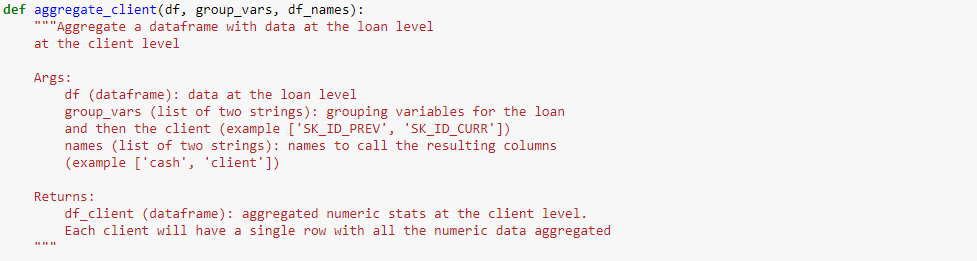 def aggregate_client(df, group_vars, df_names):
    """Aggregate a dataframe with data at the loan level
    at the client level

    Args:
        df (dataframe): data at the loan level
        group_vars (list of two strings): grouping variables for the loan
        and then the client (example ['SK_ID_PREV', 'SK_ID_CURR'])
        names (list of two strings): names to call the resulting columns
        (example ['cash', 'client'])

    Returns:
        df_client (dataframe): aggregated numeric stats at the client level.
        Each client will have a single row with all the numeric data aggregated
    """